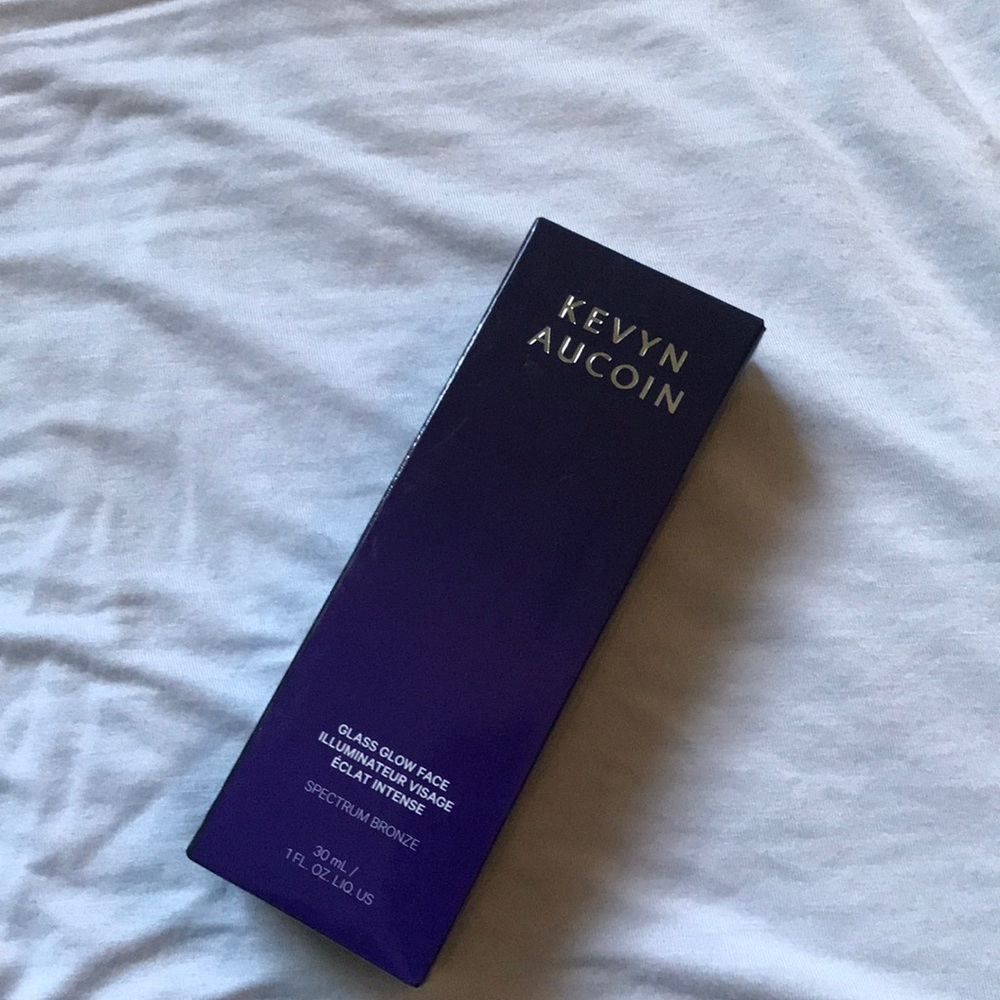 KEVYN
AUCOIN
GLASS GLOW FACE
ILLUMINATEUR VISAGE
ÉCLAT INTENSE
SPECTRUM BRONZE
30 mL /
1 FL. OZ. LIQ. US